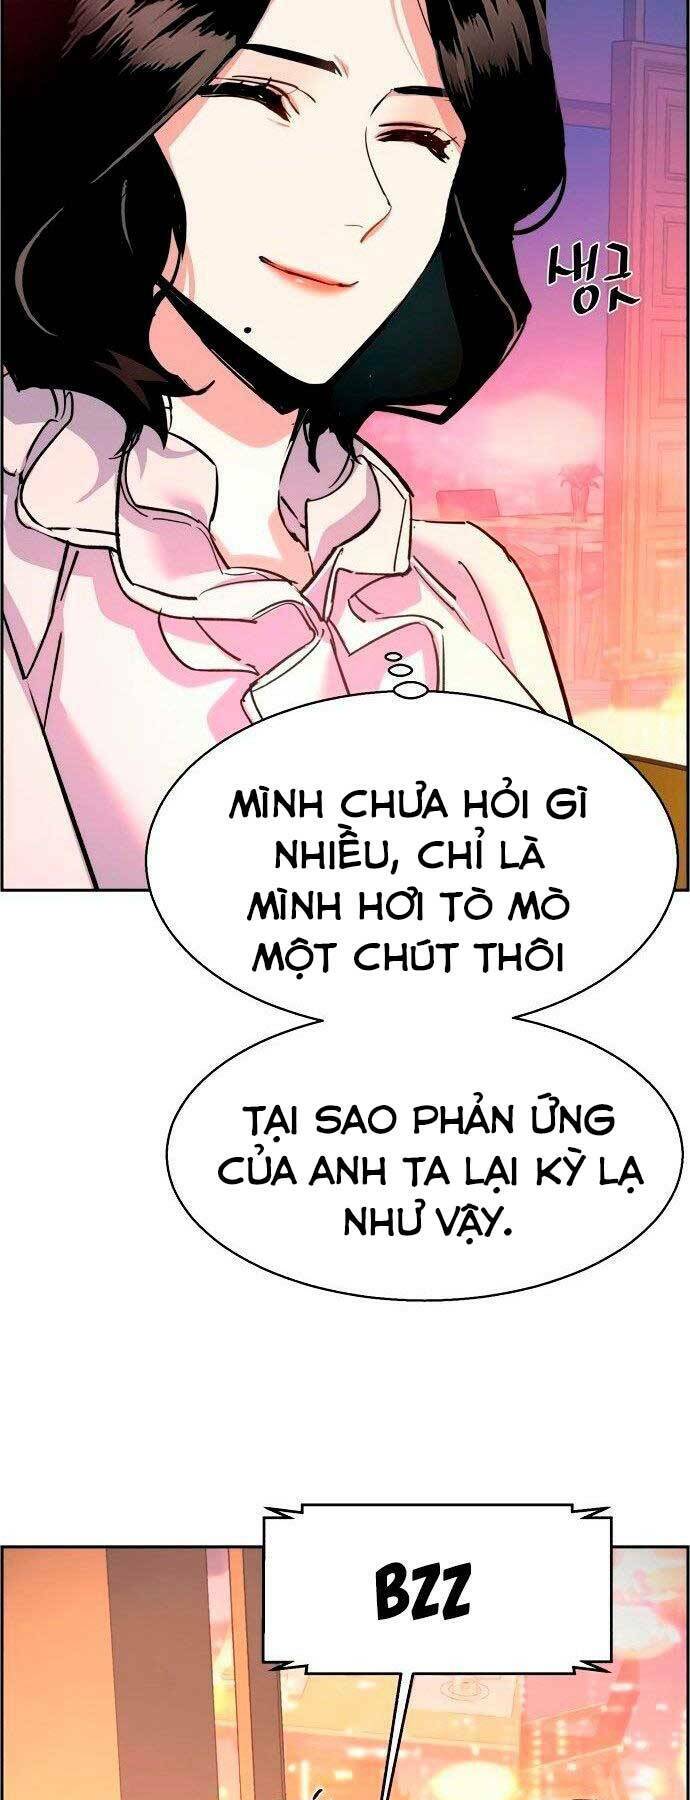 생긋
MÌNH CHƯA HỎI GÌ
NHIỀU, CHỈ LÀ
MÌNH HƠI TÒ MÒ
MỘT CHÚT THÔI
TẠI SAO PHẢN ỨNG
CỦA ANH TA LẠI KỲ LẠ
NHƯ VẬY.
BZZ